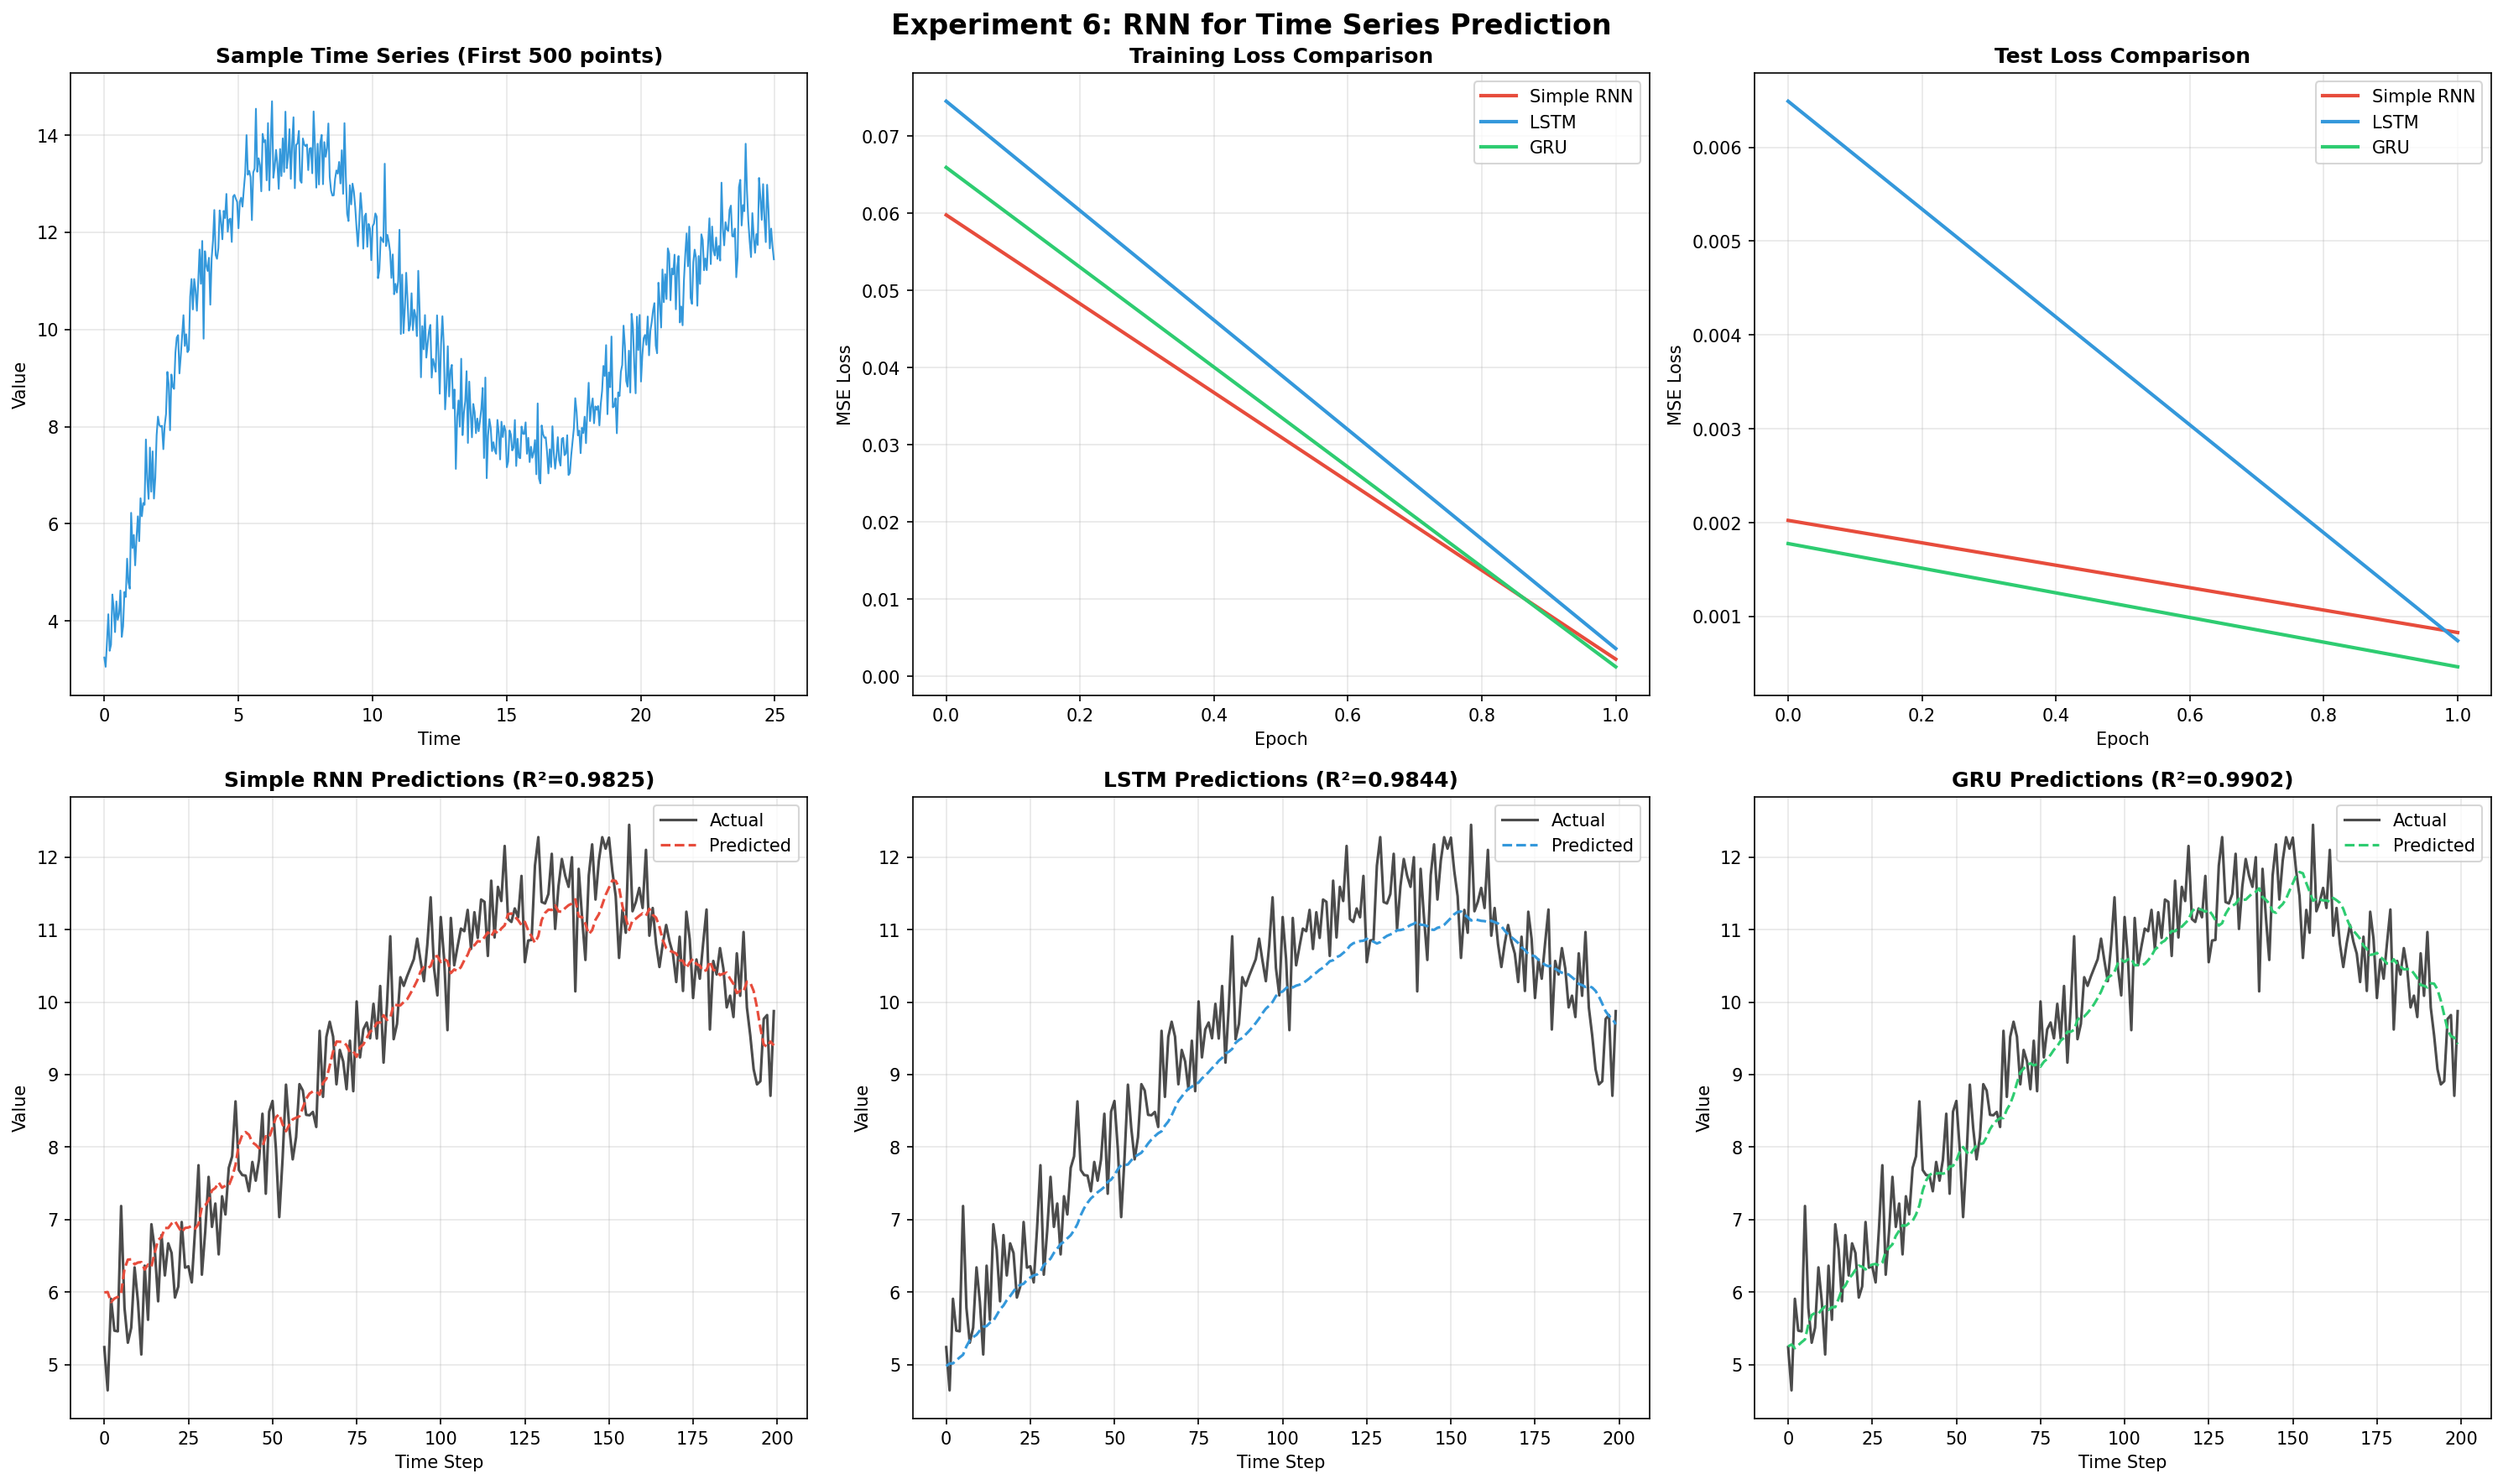 Experiment 6: RNN for Time Series Prediction
Sample Time Series (First 500 points)
14
12
10
8
6
4
Value
0 5 10 15 20 25
Time
Training Loss Comparison
Simple RNN
LSTM
GRU
0.07
0.06
0.05
0.04
0.03
0.02
0.01
0.00
MSE Loss
0.0 0.2 0.4 0.6 0.8 1.0
Epoch
Test Loss Comparison
Simple RNN
LSTM
GRU
0.006
0.005
0.004
0.003
0.002
0.001
MSE Loss
0.0 0.2 0.4 0.6 0.8 1.0
Epoch
Simple RNN Predictions (R²=0.9825)
Actual
Predicted
12
11
10
9
8
7
6
5
Value
0 25 50 75 100 125 150 175 200
Time Step
LSTM Predictions (R²=0.9844)
Actual
Predicted
12
11
10
9
8
7
6
5
Value
0 25 50 75 100 125 150 175 200
Time Step
GRU Predictions (R²=0.9902)
Actual
Predicted
12
11
10
9
8
7
6
5
Value
0 25 50 75 100 125 150 175 200
Time Step